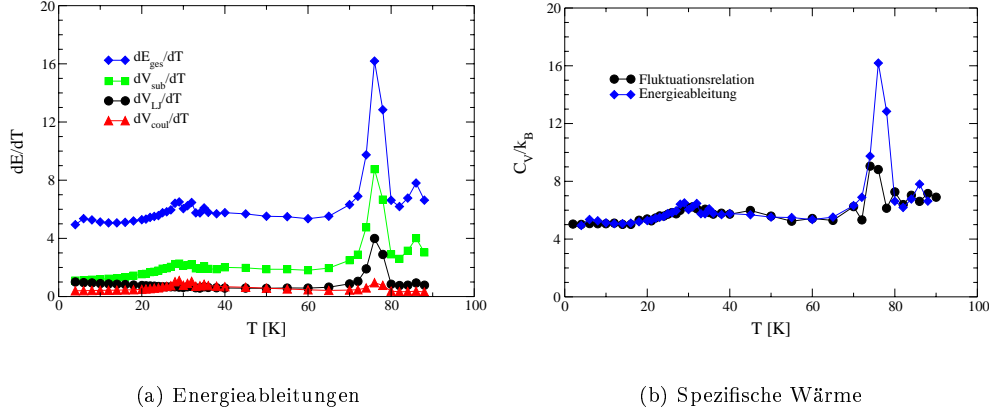 20
16
12
8
4
0
dE/dT
dE_ges/dT
dV_sub/dT
dV_LJ/dT
dV_coul/dT
0 20 40 60 80 100
T [K]
(a) Energieableitungen
20
16
12
8
4
0
C_V/k_B
Fluktuationsrelation
Energieableitung
0 20 40 60 80 100
T [K]
(b) Spezifische Wärme